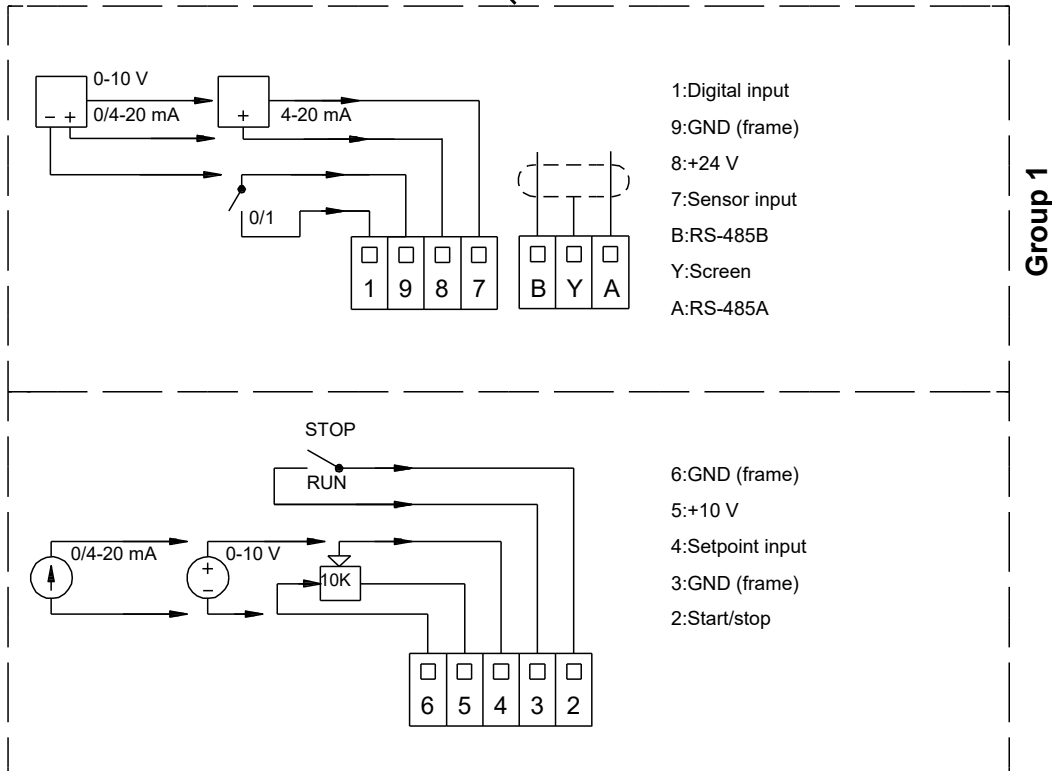 0-10 V
0/4-20 mA
4-20 mA
- +
+
0/1
1 9 8 7
B Y A
1:Digital input
9:GND (frame)
8:+24 V
7:Sensor input
B:RS-485B
Y:Screen
A:RS-485A
Group 1
STOP
RUN
0/4-20 mA
0-10 V
+
-
10K
6 5 4 3 2
6:GND (frame)
5:+10 V
4:Setpoint input
3:GND (frame)
2:Start/stop